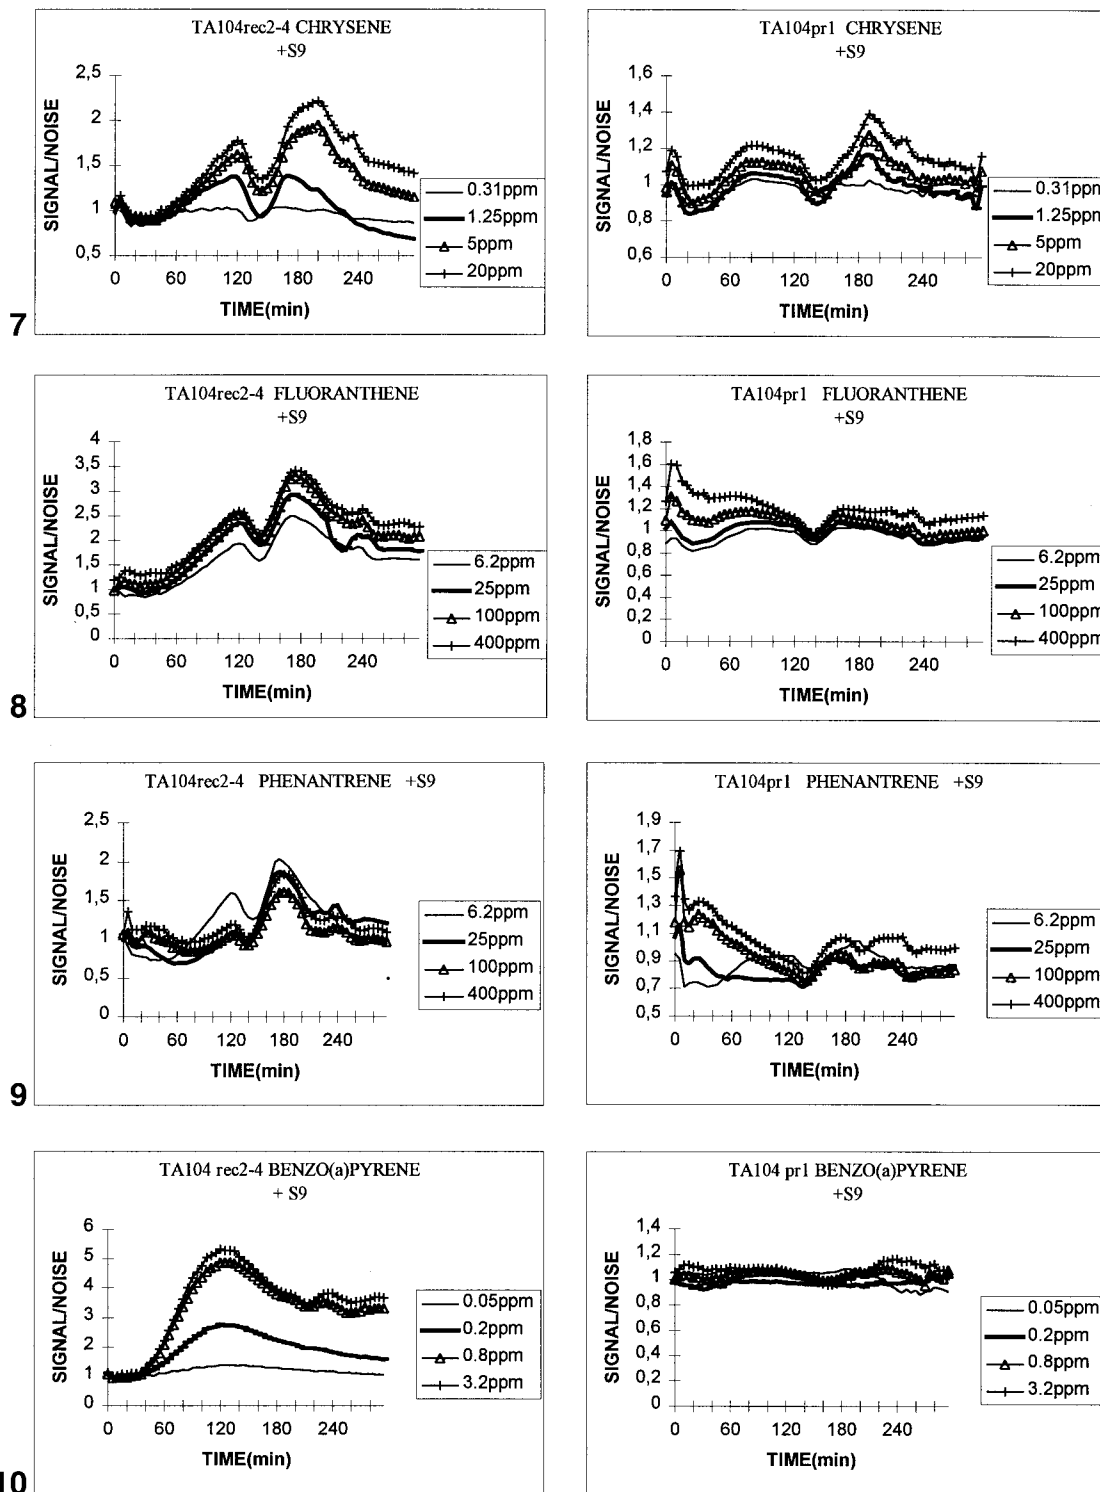 TA104rec2-4 CHRYSENE
+S9
SIGNAL/NOISE
2,5
2
1,5
1
0,5
0 60 120 180 240
TIME(min)
0.31ppm
1.25ppm
5ppm
20ppm
7
TA104pr1 CHRYSENE
+S9
SIGNAL/NOISE
1,6
1,4
1,2
1
0,8
0,6
0 60 120 180 240
TIME(min)
0.31ppm
1.25ppm
5ppm
20ppm
TA104rec2-4 FLUORANTHENE
+S9
SIGNAL/NOISE
4
3,5
3
2,5
2
1,5
1
0,5
0
0 60 120 180 240
TIME(min)
6.2ppm
25ppm
100ppm
400ppm
8
TA104pr1 FLUORANTHENE
+S9
SIGNAL/NOISE
1,8
1,6
1,4
1,2
1
0,8
0,6
0,4
0,2
0
0 60 120 180 240
TIME(min)
6.2ppm
25ppm
100ppm
400ppm
TA104rec2-4 PHENANTRENE +S9
SIGNAL/NOISE
2,5
2
1,5
1
0,5
0
0 60 120 180 240
TIME(min)
6.2ppm
25ppm
100ppm
400ppm
9
TA104pr1 PHENANTRENE +S9
SIGNAL/NOISE
1,9
1,7
1,5
1,3
1,1
0,9
0,7
0,5
0 60 120 180 240
TIME(min)
6.2ppm
25ppm
100ppm
400ppm
TA104 rec2-4 BENZO(a)PYRENE
+ S9
SIGNAL/NOISE
6
5
4
3
2
1
0
0 60 120 180 240
TIME(min)
0.05ppm
0.2ppm
0.8ppm
3.2ppm
10
TA104 pr1 BENZO(a)PYRENE
+S9
SIGNAL/NOISE
1,4
1,2
1
0,8
0,6
0,4
0,2
0
0 60 120 180 240
TIME(min)
0.05ppm
0.2ppm
0.8ppm
3.2ppm